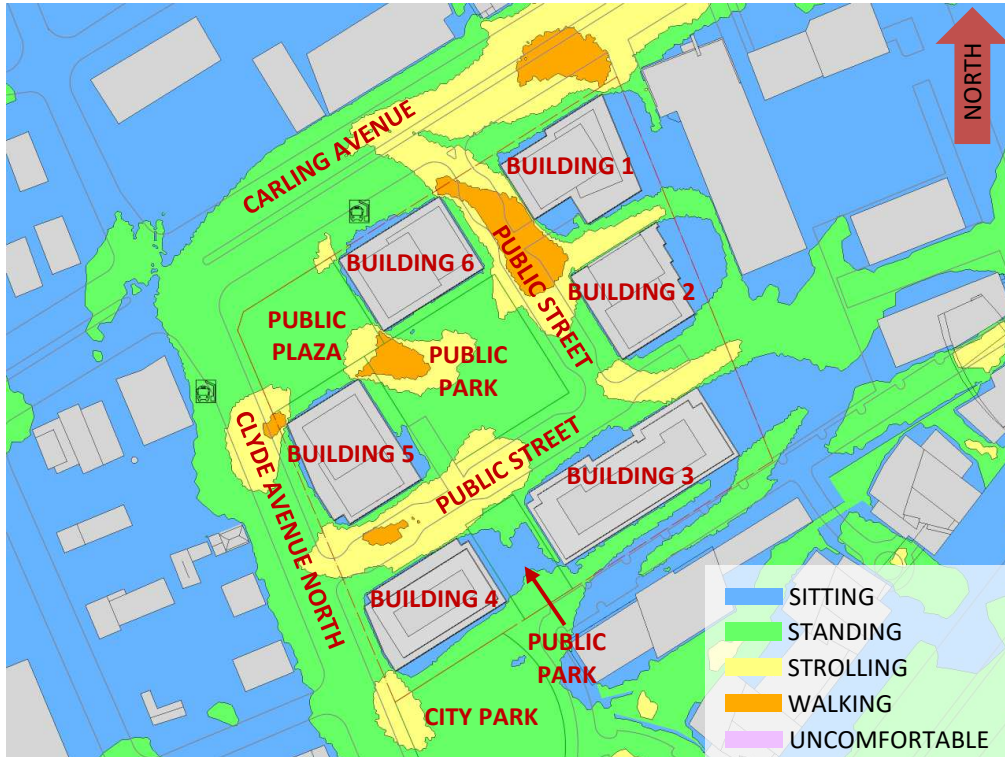 NORTH
CARLING AVENUE
BUILDING 1
BUILDING 6
PUBLIC STREET
BUILDING 2
PUBLIC
PLAZA
PUBLIC
PARK
CLYDE AVENUE NORTH
BUILDING 5
PUBLIC STREET
BUILDING 3
BUILDING 4
PUBLIC
PARK
CITY PARK
SITTING
STANDING
STROLLING
WALKING
UNCOMFORTABLE